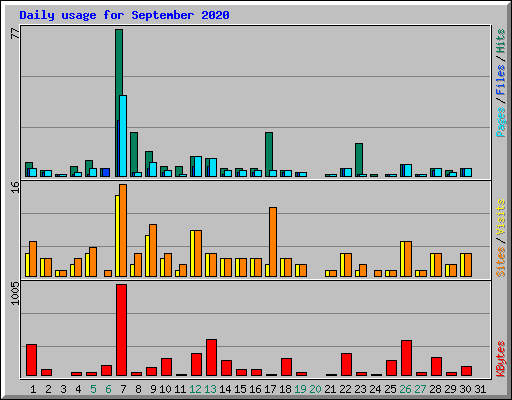 Daily usage for September 2020
77
Pages / Files / Hits
16
Sites / Visits
1005
KBytes
1 2 3 4 5 6 7 8 9 10 11 12 13 14 15 16 17 18 19 20 21 22 23 24 25 26 27 28 29 30 31